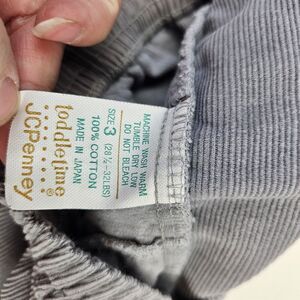 toddletime®
JCPenney
SIZE 3 (28½-32LBS)
100% COTTON
MADE IN JAPAN
MACHINE WASH WARM
TUMBLE DRY LOW
DO NOT BLEACH